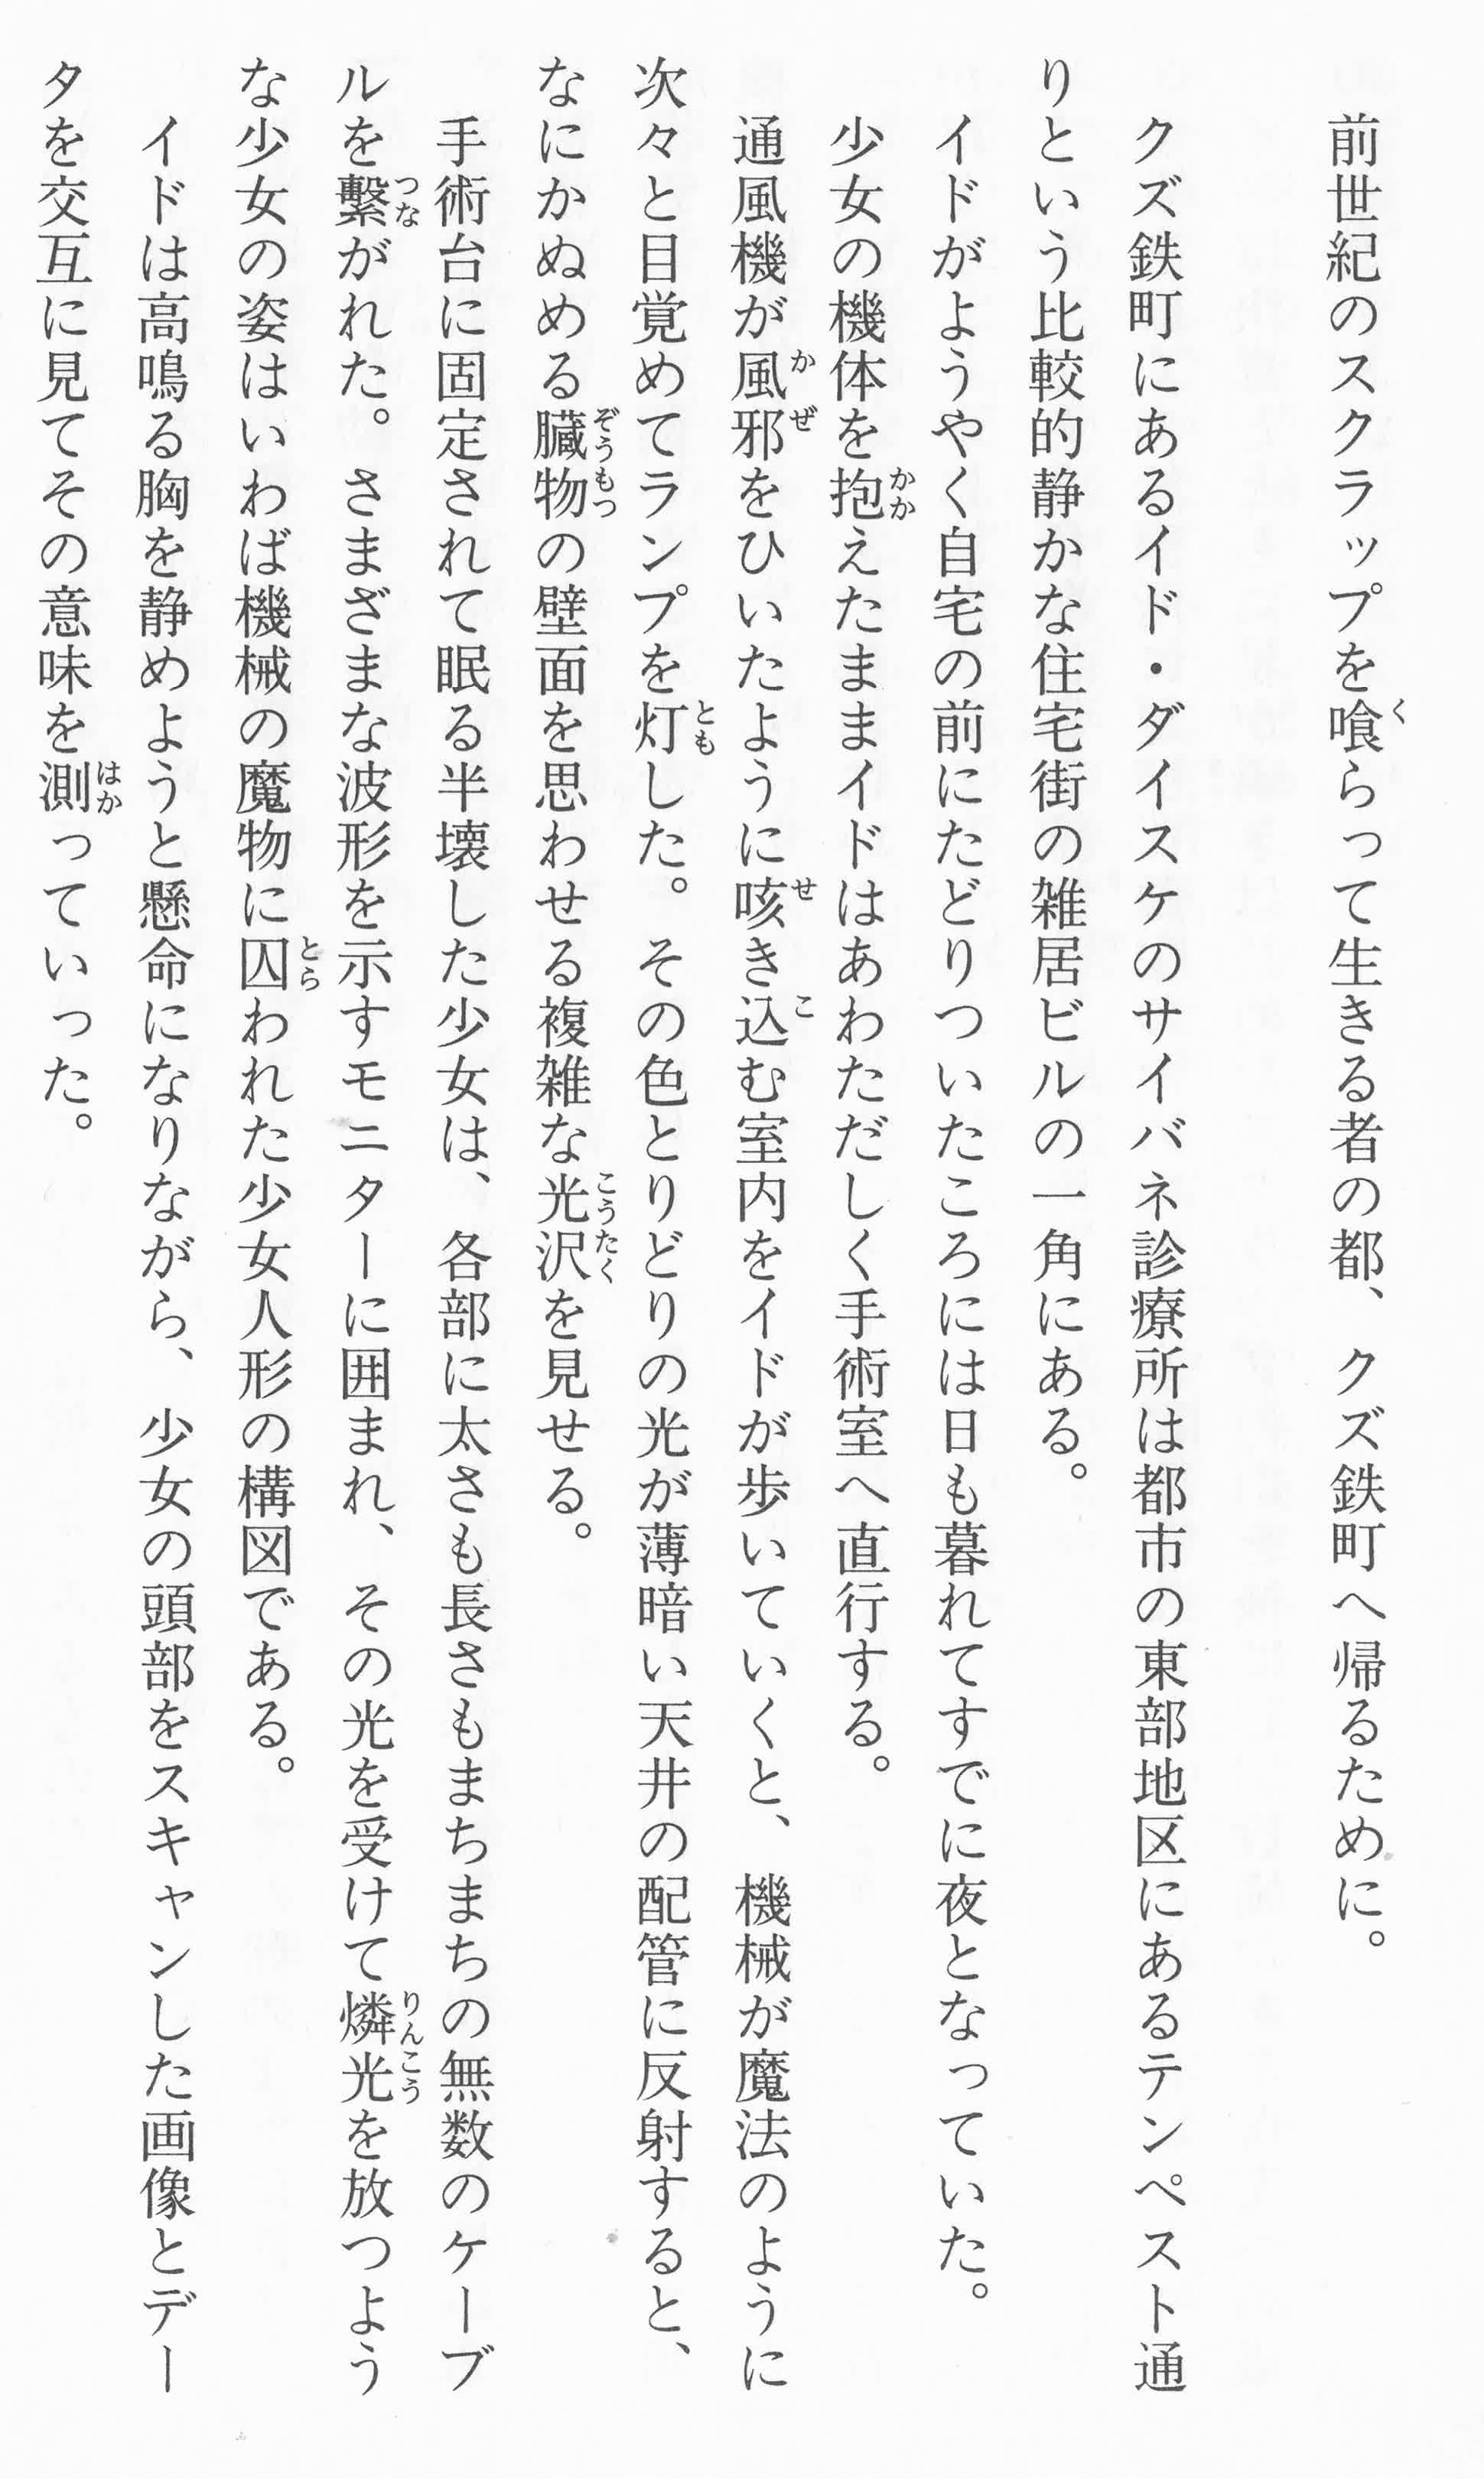 前世紀のスクラップを喰らって生きる者の都、クズ鉄町へ帰るために。
クズ鉄町にあるイド・ダイスケのサイバネ診療所は都市の東部地区にあるテンペスト通
りという比較的静かな住宅街の雑居ビルの一角にある。
イドがようやく自宅の前にたどりついたころには日も暮れてすでに夜となっていた。
少女の機体を抱えたままイドはあわただしく手術室へ直行する。
通風機が風邪をひいたように咳き込む室内をイドが歩いていくと、機械が魔法のように
次々と目覚めてランプを灯した。その色とりどりの光が薄暗い天井の配管に反射すると、
なにかぬめる臓物の壁面を思わせる複雑な光沢を見せる。
手術台に固定されて眠る半壊した少女は、各部に太さも長さもまちまちの無数のケーブ
ルを繫がれた。さまざまな波形を示すモニターに囲まれ、その光を受けて燐光を放つよう
な少女の姿はいわば機械の魔物に囚われた少女人形の構図である。
イドは高鳴る胸を静めようと懸命になりながら、少女の頭部をスキャンした画像とデー
タを交互に見てその意味を測っていった。